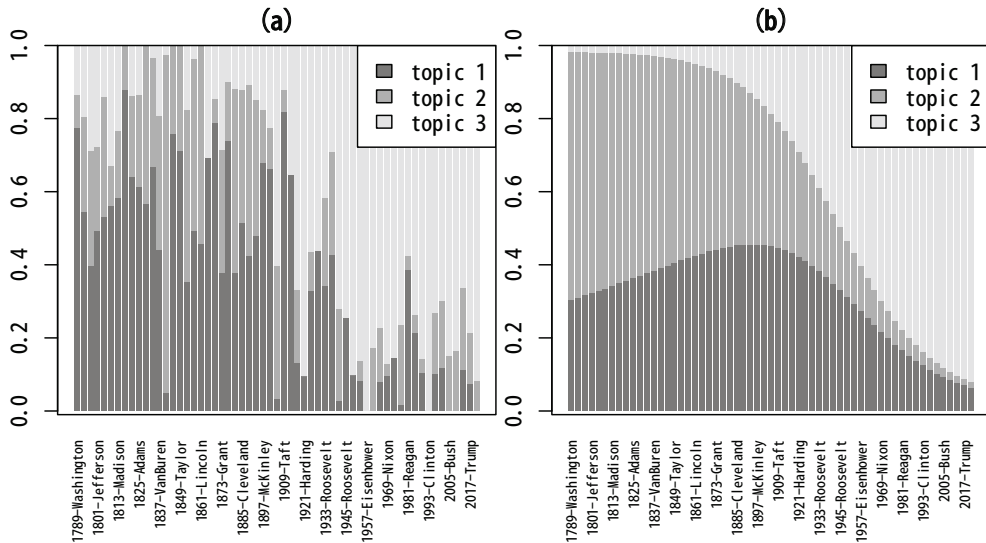 (a)
topic 1
topic 2
topic 3
0.0
0.2
0.4
0.6
0.8
1.0
1789-Washington
1801-Jefferson
1813-Madison
1825-Adams
1837-VanBuren
1849-Taylor
1861-Lincoln
1873-Grant
1885-Cleveland
1897-McKinley
1909-Taft
1921-Harding
1933-Roosevelt
1945-Roosevelt
1957-Eisenhower
1969-Nixon
1981-Reagan
1993-Clinton
2005-Bush
2017-Trump
(b)
topic 1
topic 2
topic 3
0.0
0.2
0.4
0.6
0.8
1.0
1789-Washington
1801-Jefferson
1813-Madison
1825-Adams
1837-VanBuren
1849-Taylor
1861-Lincoln
1873-Grant
1885-Cleveland
1897-McKinley
1909-Taft
1921-Harding
1933-Roosevelt
1945-Roosevelt
1957-Eisenhower
1969-Nixon
1981-Reagan
1993-Clinton
2005-Bush
2017-Trump